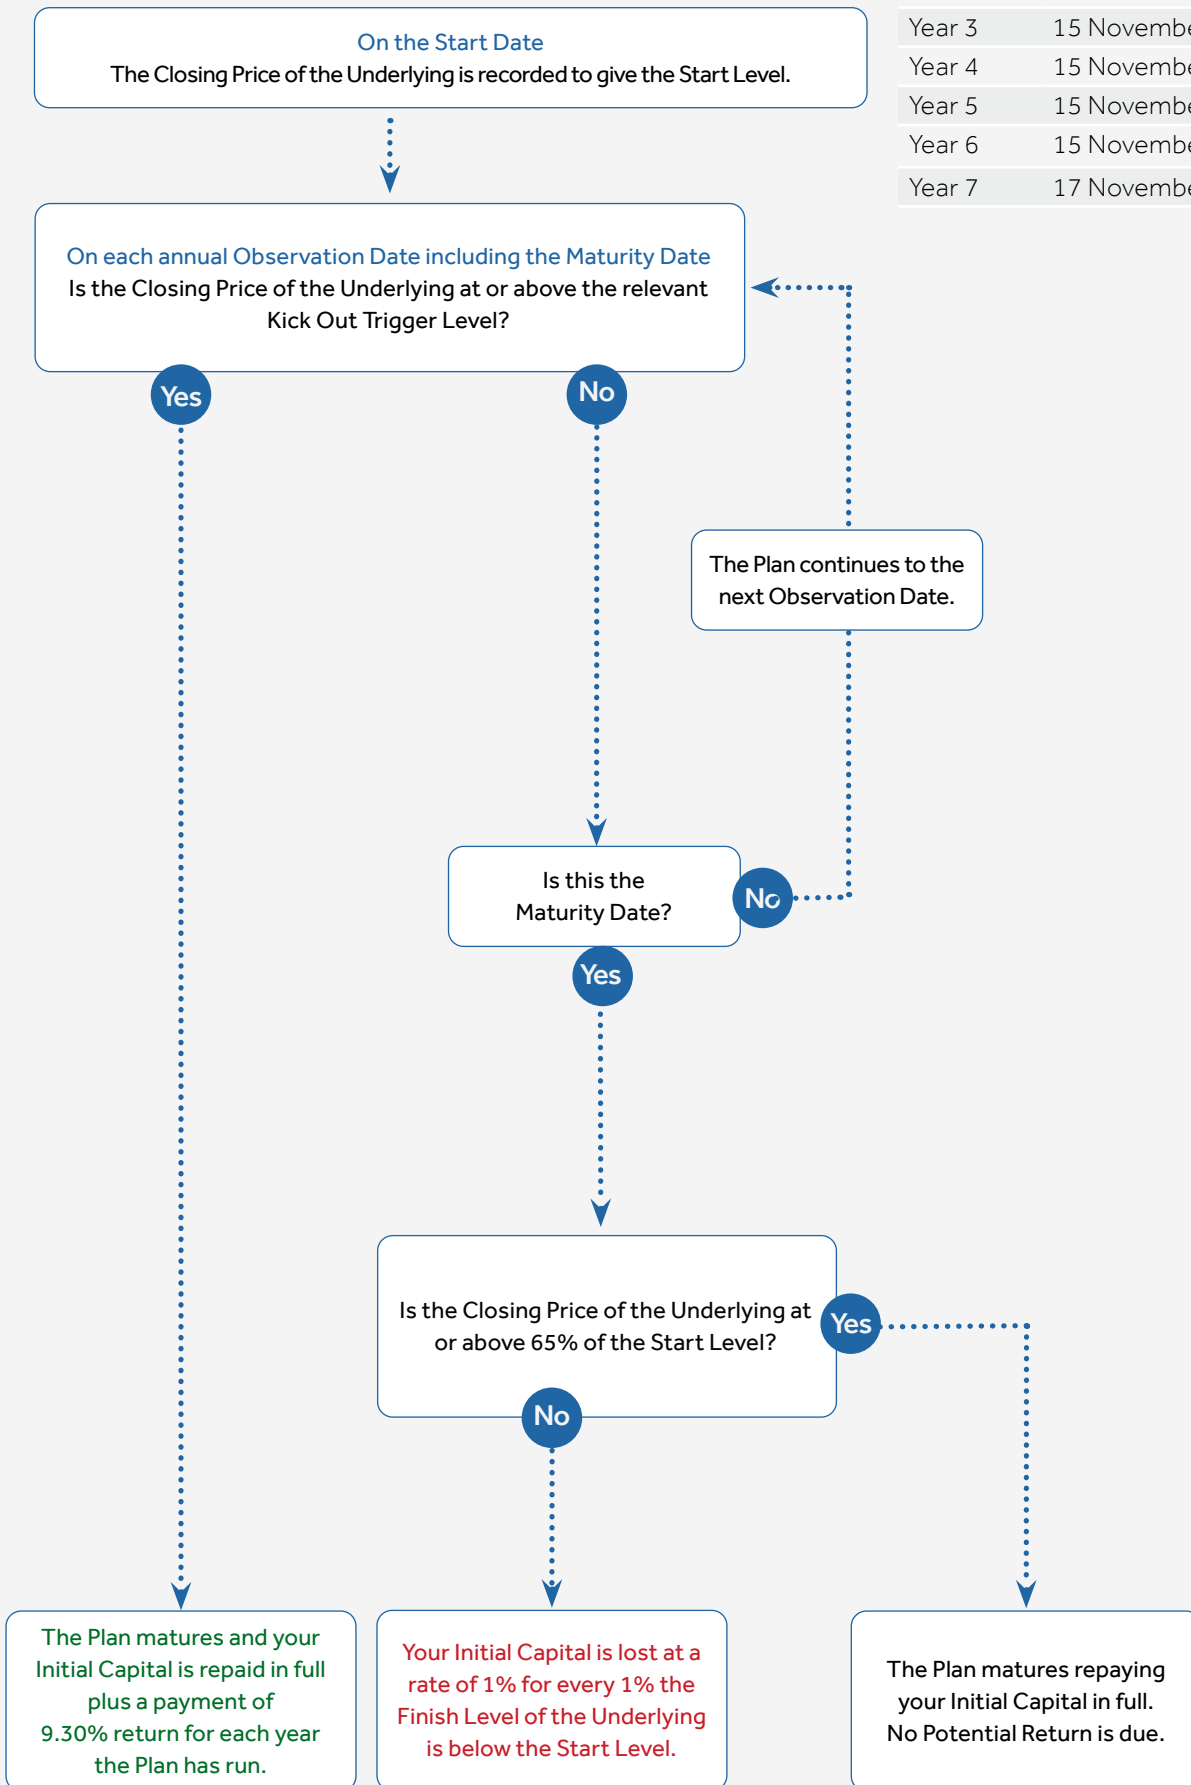 On the Start Date
The Closing Price of the Underlying is recorded to give the Start Level.
Year 3 15
Year 4 15
Year 5 15
Year 6 15
Year 7 17
On each annual Observation Date including the Maturity Date
Is the Closing Price of the Underlying at or above the relevant
Kick Out Trigger Level?
Yes
No
The Plan continues to the
next Observation Date.
Is this the
Maturity Date?
No
Yes
Is the Closing Price of the Underlying at
or above 65% of the Start Level?
Yes
No
The Plan matures and your
Initial Capital is repaid in full
plus a payment of
9.30% return for each year
the Plan has run.
Your Initial Capital is lost at a
rate of 1% for every 1% the
Finish Level of the Underlying
is below the Start Level.
The Plan matures repaying
your Initial Capital in full.
No Potential Return is due.